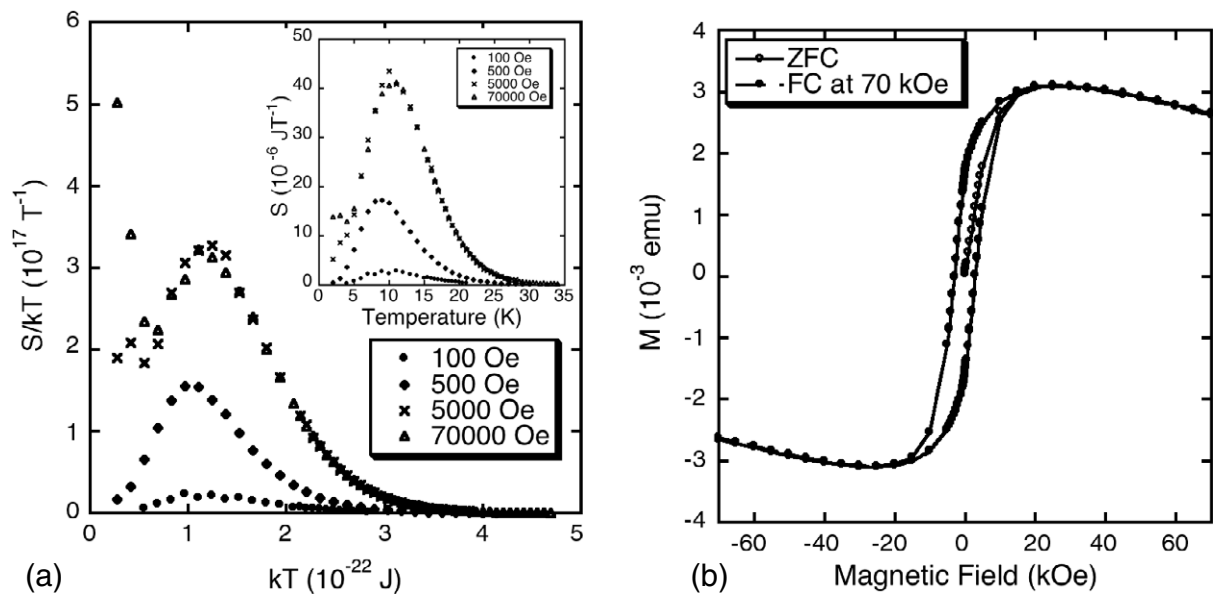 6
5
4
3
2
1
0
0
1
2
3
4
5
S/kT (10^17 T^-1)
kT (10^-22 J)
50
40
30
20
10
0
0
5
10
15
20
25
30
34
S (10^-6 JT^-1)
Temperature (K)
100 Oe
500 Oe
5000 Oe
70000 Oe
100 Oe
500 Oe
5000 Oe
70000 Oe
(a)
ZFC
FC at 70 kOe
4
3
2
1
0
-1
-2
-3
-4
M (10^-3 emu)
-60
-40
-20
0
20
40
60
Magnetic Field (kOe)
(b)